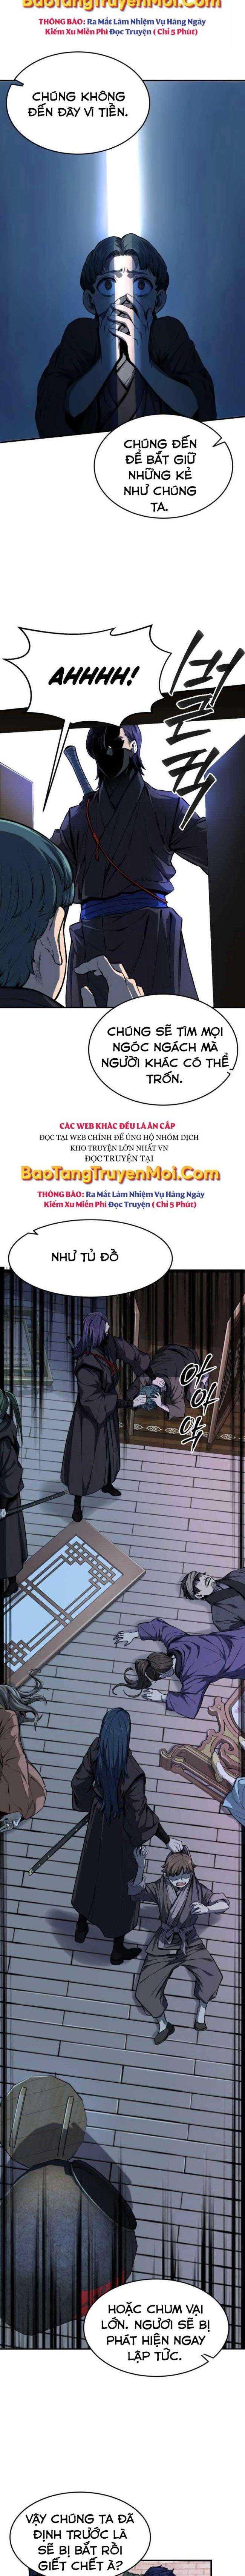 BaoTangTruyenMoi.Com
THÔNG BÁO: Ra Mắt Làm Nhiệm Vụ Hàng Ngày
Kiếm Xu Miễn Phí Đọc Truyện ( Chỉ 5 Phút)
CHÚNG KHÔNG
ĐẾN ĐÂY VÌ TIỀN.
CHÚNG ĐẾN
ĐỂ BẮT GIỮ
NHỮNG KẺ
NHƯ CHÚNG
TA.
AHHHH!
CHÚNG SẼ TÌM MỌI
NGÓC NGÁCH MÀ
NGƯỜI KHÁC CÓ THỂ
TRỐN.
CÁC WEB KHÁC ĐỀU LÀ ĂN CẮP
ĐỌC TẠI WEB CHÍNH ĐỂ ỦNG HỘ NHÓM DỊCH
KHO TRUYỆN LỚN NHẤT VN
ĐỌC TRUYỆN TẠI
BaoTangTruyenMoi.Com
THÔNG BÁO: Ra Mắt Làm Nhiệm Vụ Hàng Ngày
Kiếm Xu Miễn Phí Đọc Truyện ( Chỉ 5 Phút)
NHƯ TỦ ĐỒ
HOẶC CHUM VẠI
LỚN. NGƯƠI SẼ BỊ
PHÁT HIỆN NGAY
LẬP TỨC.
VẬY CHÚNG TA ĐÃ
ĐỊNH TRƯỚC LÀ
SẼ BỊ BẮT RỒI
GIẾT CHẾT À?